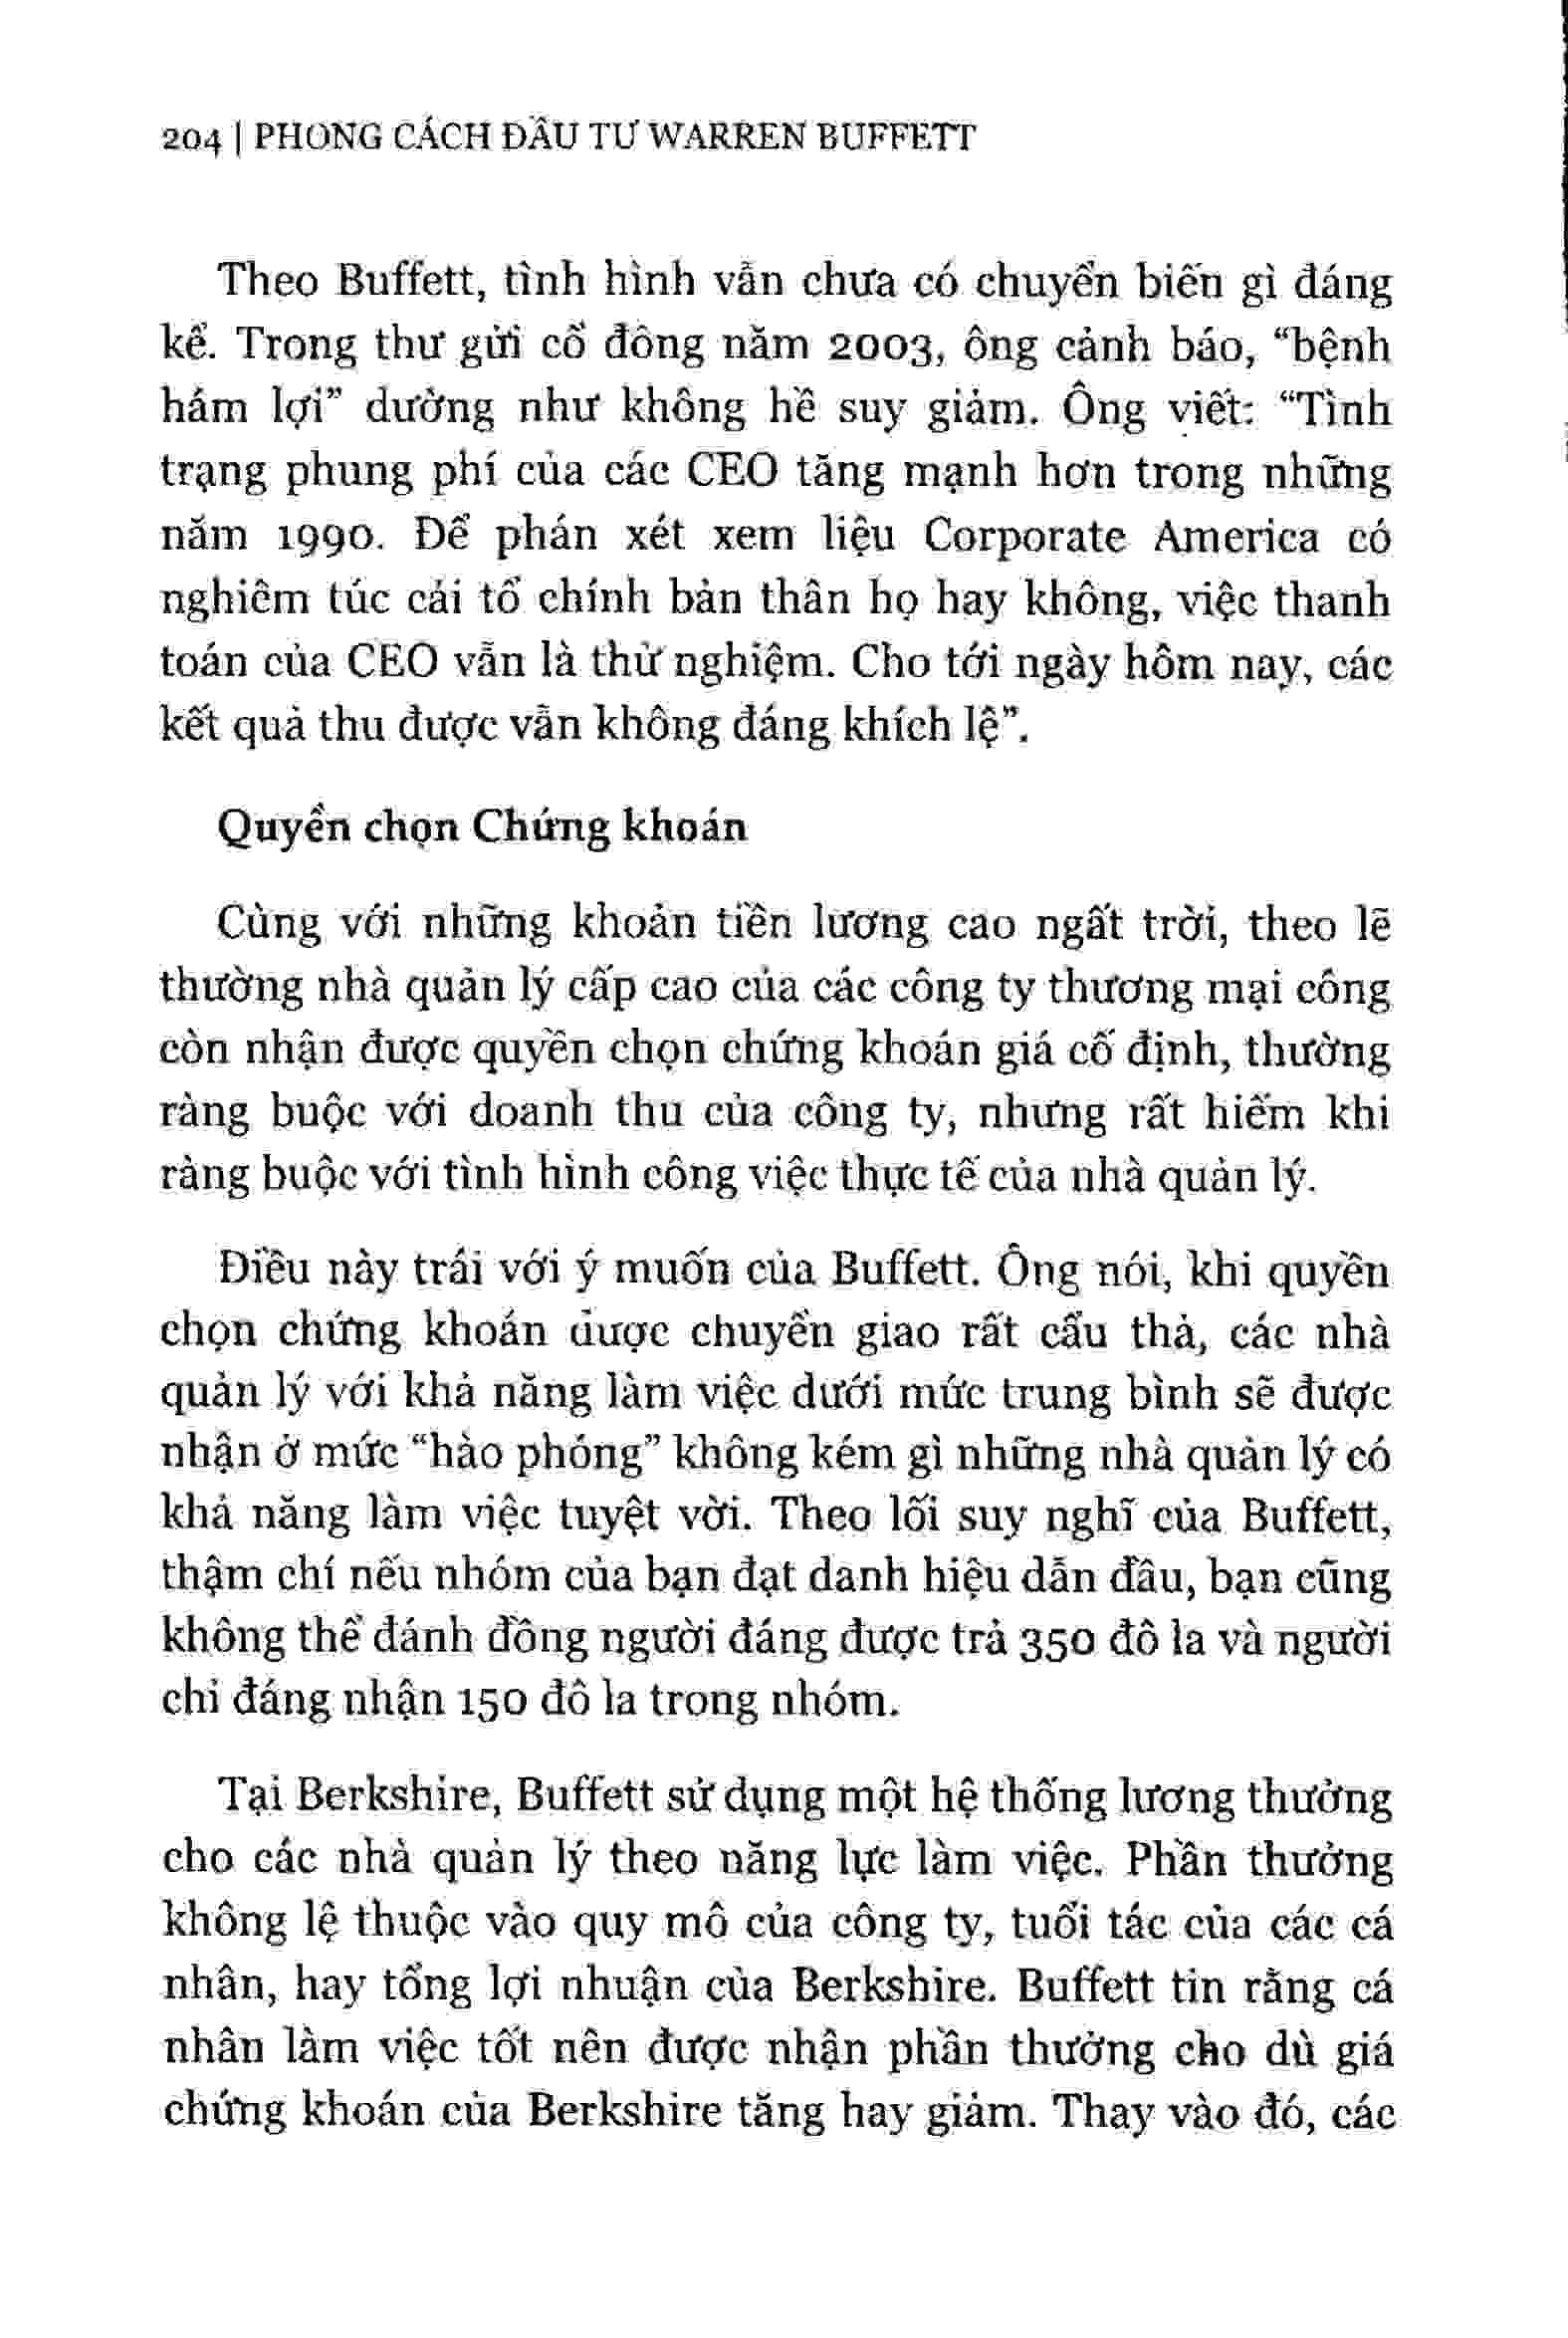 204 | PHONG CÁCH ĐẦU TƯ WARREN BUFFETT
Theo Buffett, tình hình vẫn chưa có chuyển biến gì đáng
kể. Trong thư gửi cổ đông năm 2003, ông cảnh báo, “bệnh
hám lợi” dường như không hề suy giảm. Ông viết: “Tình
trạng phung phí của các CEO tăng mạnh hơn trong những
năm 1990. Để phán xét xem liệu Corporate America có
nghiêm túc cải tổ chính bản thân họ hay không, việc thanh
toán của CEO vẫn là thử nghiệm. Cho tới ngày hôm nay, các
kết quả thu được vẫn không đáng khích lệ”.
Quyền chọn Chứng khoán
Cùng với những khoản tiền lương cao ngất trời, theo lẽ
thường nhà quản lý cấp cao của các công ty thương mại công
còn nhận được quyền chọn chứng khoán giá cố định, thường
ràng buộc với doanh thu của công ty, nhưng rất hiếm khi
ràng buộc với tình hình công việc thực tế của nhà quản lý.
Điều này trái với ý muốn của Buffett. Ông nói, khi quyền
chọn chứng khoán được chuyển giao rất cẩu thả, các nhà
quản lý với khả năng làm việc dưới mức trung bình sẽ được
nhận ở mức “hào phóng” không kém gì những nhà quản lý có
khả năng làm việc tuyệt vời. Theo lối suy nghĩ của Buffett,
thậm chí nếu nhóm của bạn đạt danh hiệu dẫn đầu, bạn cũng
không thể đánh đồng người đáng được trả 350 đô la và người
chỉ đáng nhận 150 đô la trong nhóm.
Tại Berkshire, Buffett sử dụng một hệ thống lương thưởng
cho các nhà quản lý theo năng lực làm việc. Phần thưởng
không lệ thuộc vào quy mô của công ty, tuổi tác của các cá
nhân, hay tổng lợi nhuận của Berkshire. Buffett tin rằng cá
nhân làm việc tốt nên được nhận phần thưởng cho dù giá
chứng khoán của Berkshire tăng hay giảm. Thay vào đó, các